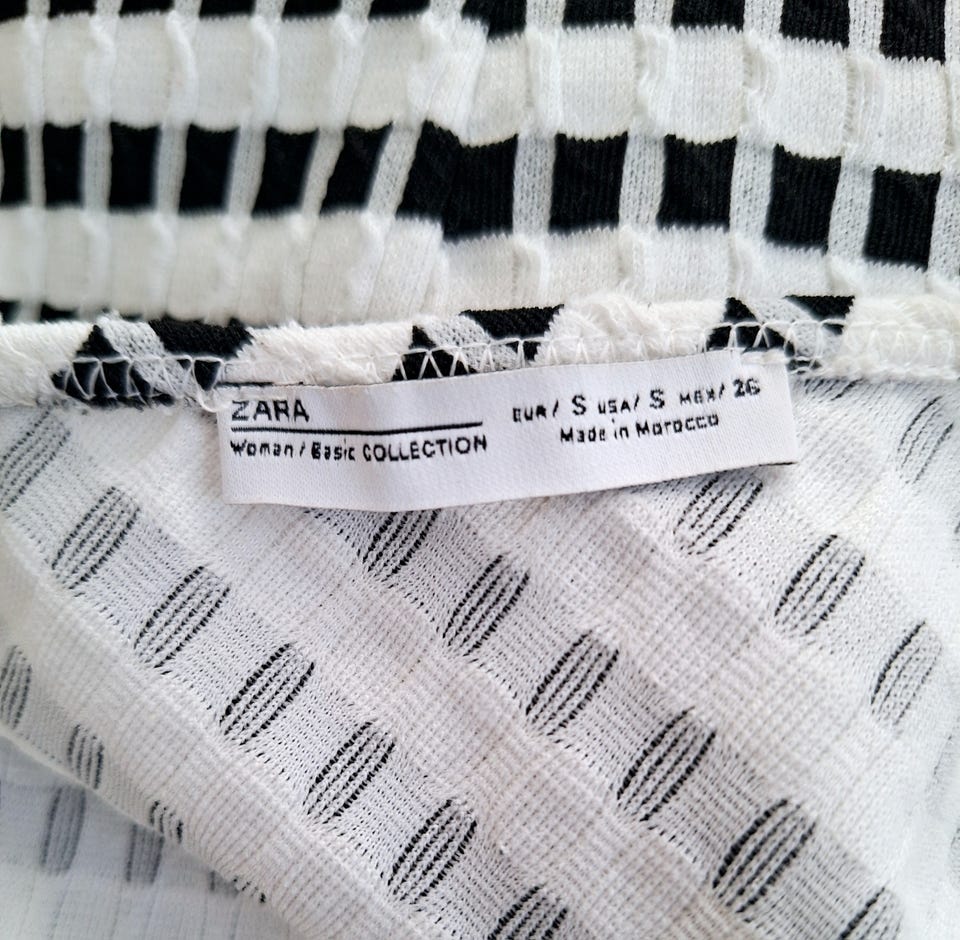 ZARA
Woman / Basic COLLECTION
EUR/ S USA/ S MEX/ 26
Made in Morocco